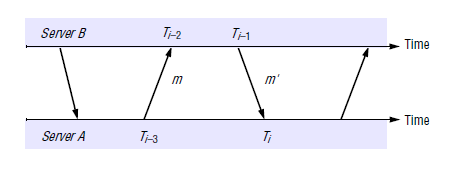 Server B Ti–2 Ti–1
Time
m m'
Time
Server A Ti–3 Ti